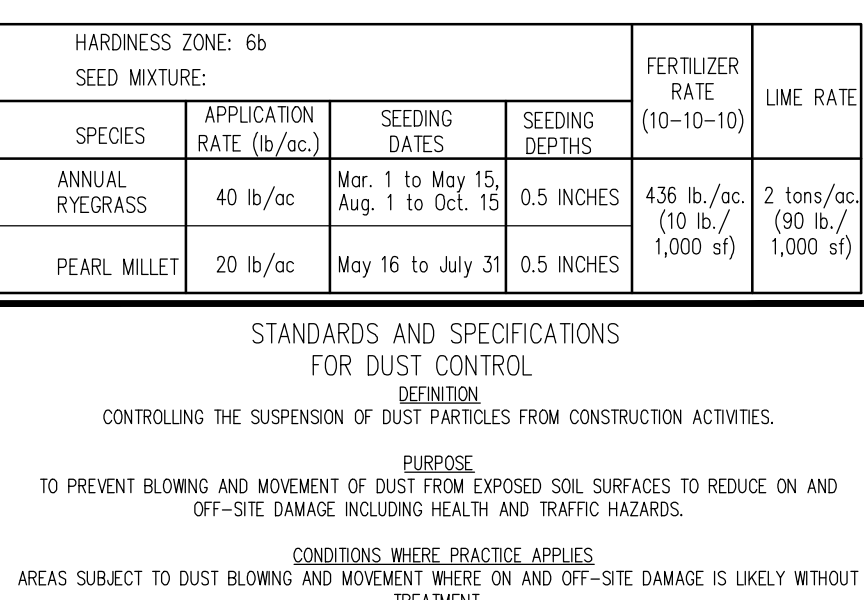 HARDINESS ZONE: 6b
SEED MIXTURE:
SPECIES
APPLICATION
RATE (lb/ac.)
SEEDING
DATES
SEEDING
DEPTHS
FERTILIZER
RATE
(10-10-10)
LIME RATE
ANNUAL
RYEGRASS
40 lb/ac
Mar. 1 to May 15,
Aug. 1 to Oct. 15
0.5 INCHES
436 lb./ac.
(10 lb./
1,000 sf)
2 tons/ac.
(90 lb./
1,000 sf)
PEARL MILLET
20 lb/ac
May 16 to July 31
0.5 INCHES
STANDARDS AND SPECIFICATIONS
FOR DUST CONTROL
DEFINITION
CONTROLLING THE SUSPENSION OF DUST PARTICLES FROM CONSTRUCTION ACTIVITIES.
PURPOSE
TO PREVENT BLOWING AND MOVEMENT OF DUST FROM EXPOSED SOIL SURFACES TO REDUCE ON AND
OFF-SITE DAMAGE INCLUDING HEALTH AND TRAFFIC HAZARDS.
CONDITIONS WHERE PRACTICE APPLIES
AREAS SUBJECT TO DUST BLOWING AND MOVEMENT WHERE ON AND OFF-SITE DAMAGE IS LIKELY WITHOUT
TREATMENT